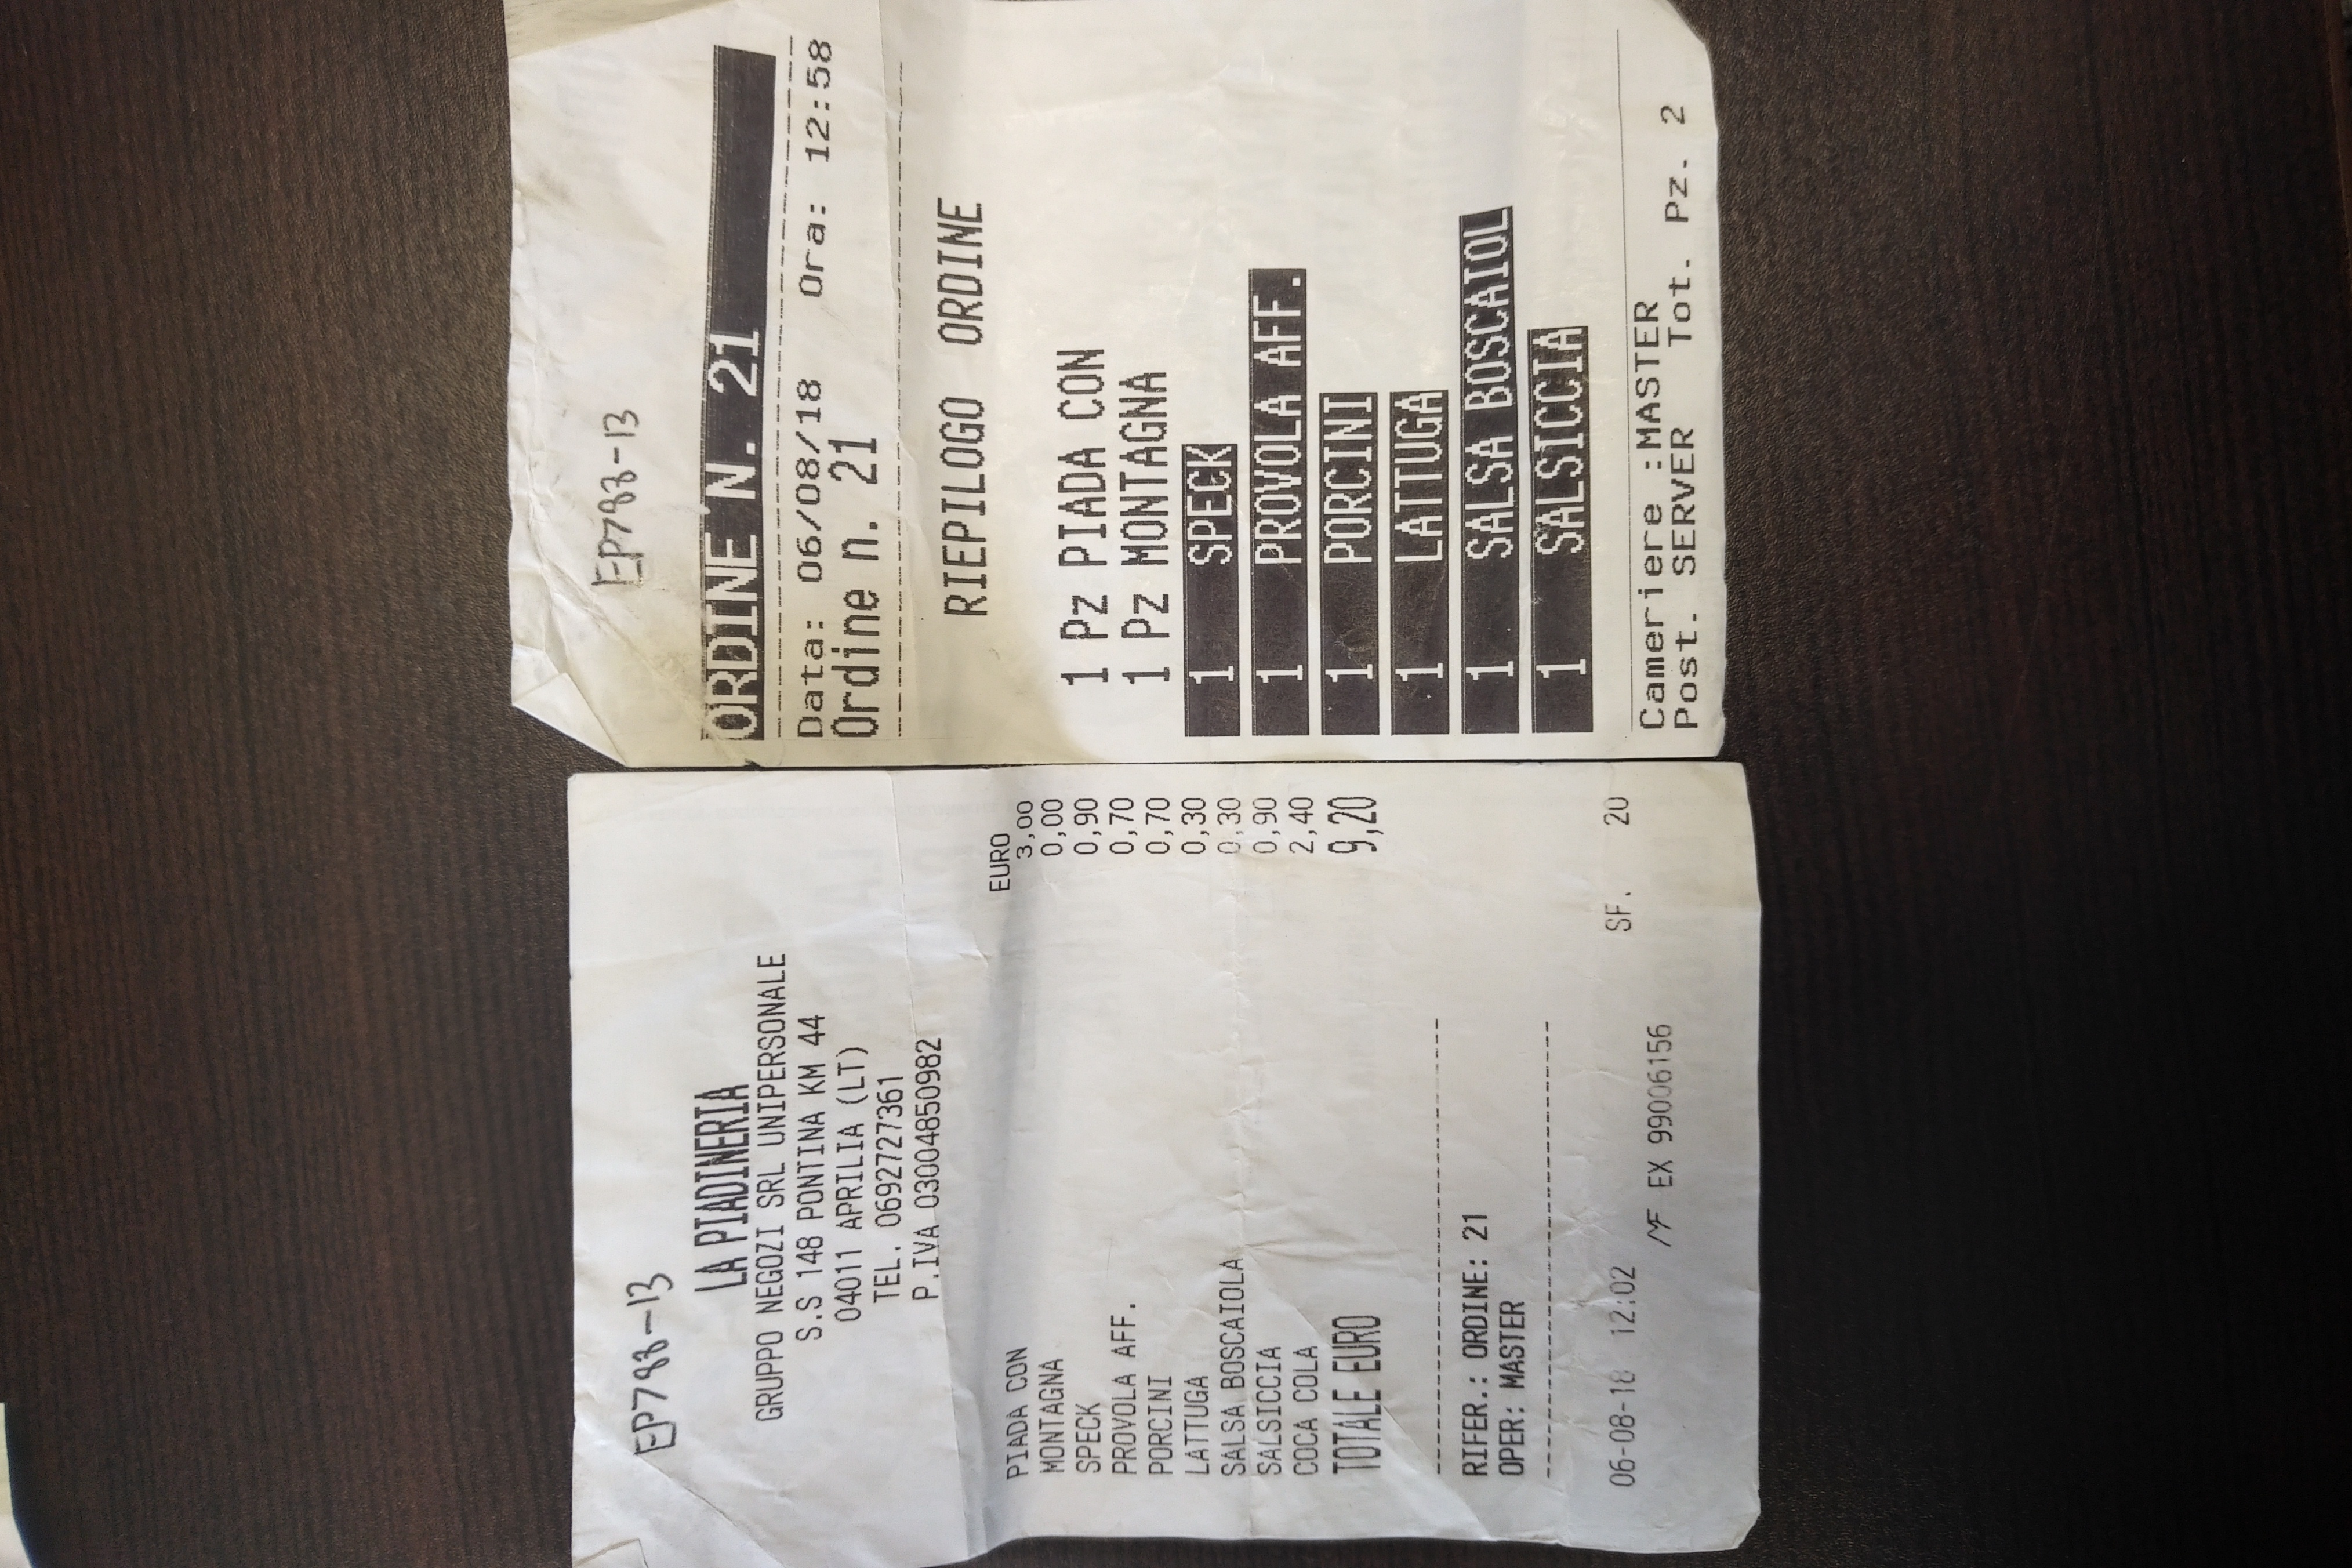 EP783-13
LA PIADINERIA
GRUPPO NEGOZI SRL UNIPERSONALE
S.S 148 PONTINA KM 44
04011 APRILIA (LT)
TEL. 0692727361
P.IVA 03004850982
EURO
PIADA CON 3,00
MONTAGNA 0,00
SPECK 0,90
PROVOLA AFF. 0,70
PORCINI 0,70
LATTUGA 0,30
SALSA BOSCAIOLA 0,30
SALSICCIA 0,90
COCA COLA 2,40
TOTALE EURO 9,20
RIFER.: ORDINE: 21
OPER: MASTER
06-08-18 12:02 SF. 20
EX 99006156
EP783-13
ORDINE N. 21
Data: 06/08/18 Ora: 12:58
Ordine n. 21
RIEPILOGO ORDINE
1 Pz PIADA CON
1 Pz MONTAGNA
1 SPECK
1 PROVOLA AFF.
1 PORCINI
1 LATTUGA
1 SALSA BOSCAIOL
1 SALSICCIA
Cameriere :MASTER
Post. SERVER Tot. Pz. 2